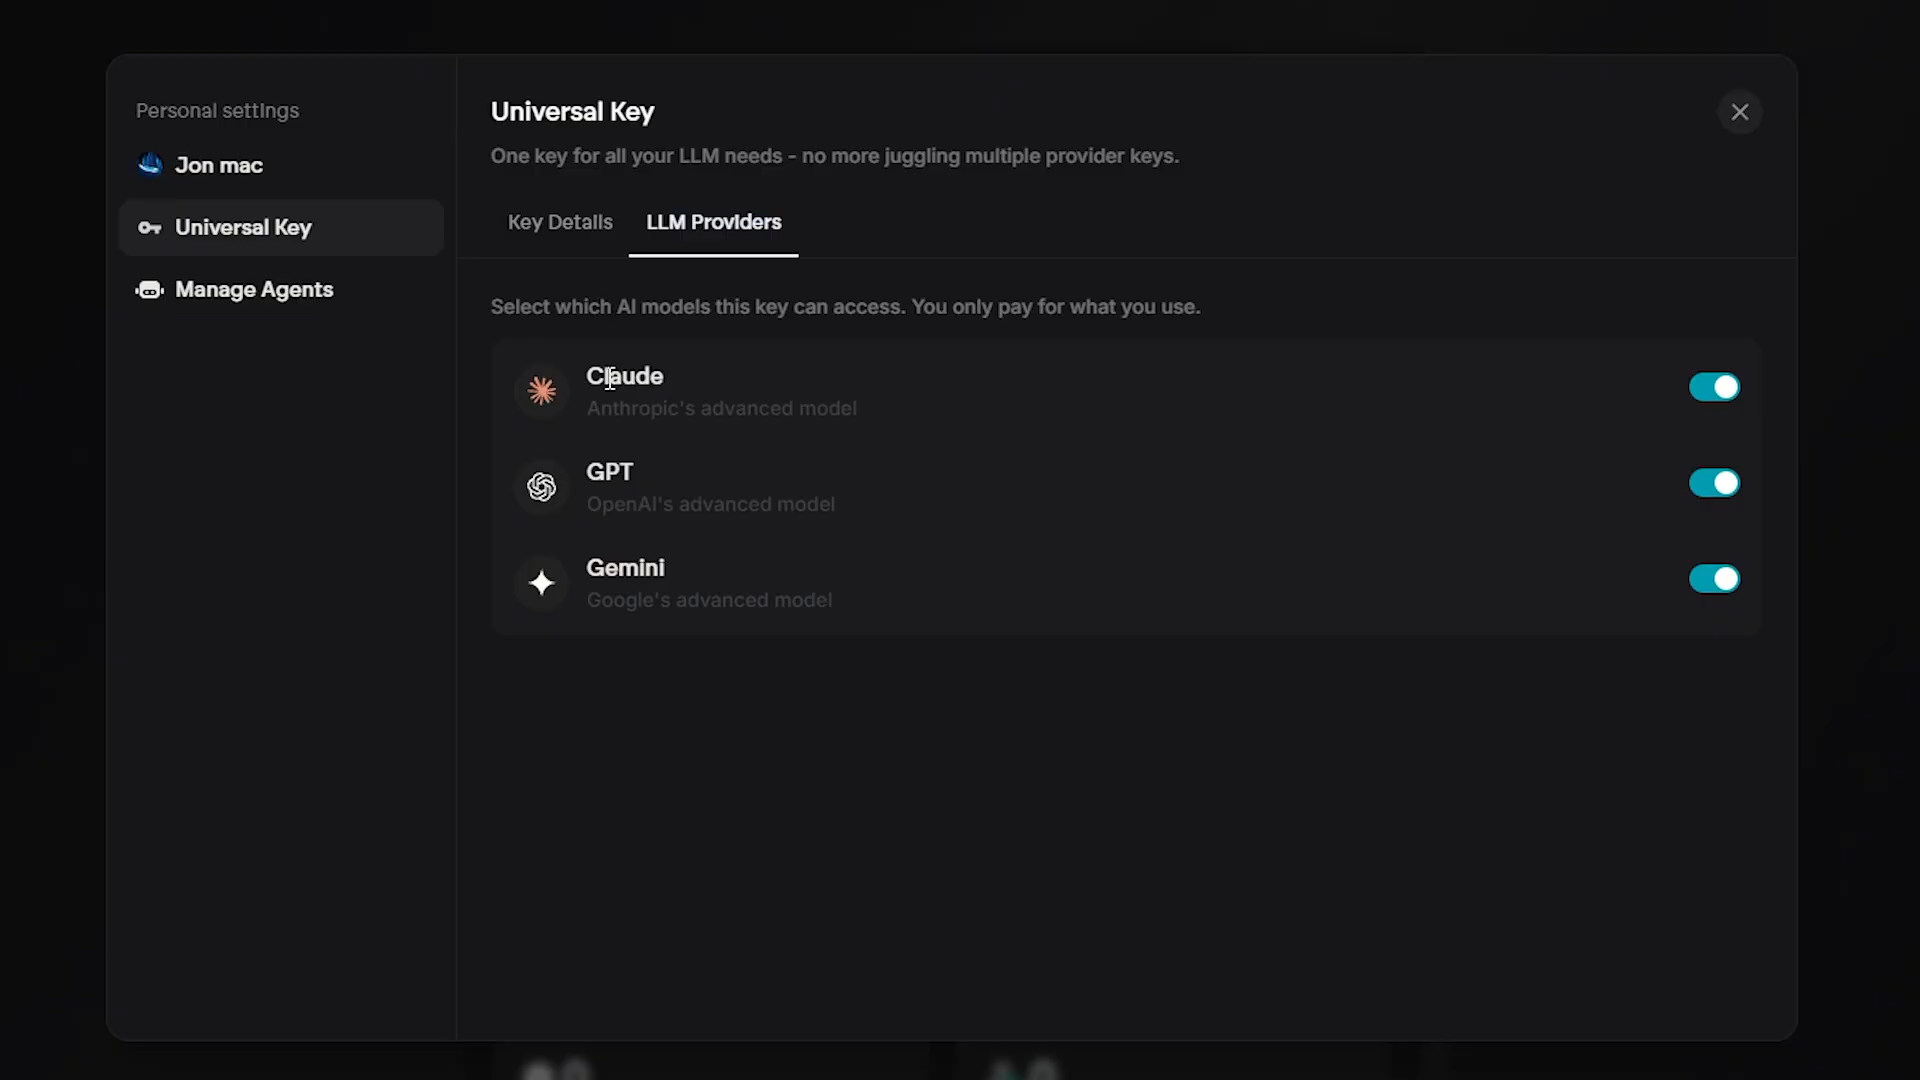 Personal settings
Jon mac
Universal Key
Manage Agents
Universal Key
One key for all your LLM needs - no more juggling multiple provider keys.
Key Details
LLM Providers
Select which AI models this key can access. You only pay for what you use.
Claude
Anthropic's advanced model
GPT
OpenAI's advanced model
Gemini
Google's advanced model